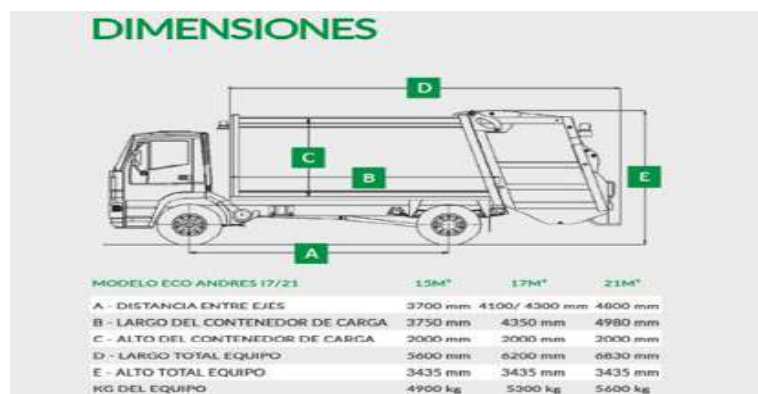 DIMENSIONES
D
C
B
E
A
MODELO ECO ANDRES 17/21 15M³ 17M³ 21M³
A - DISTANCIA ENTRE EJES 3700 mm 4100/ 4300 mm 4800 mm
B - LARGO DEL CONTENEDOR DE CARGA 3750 mm 4350 mm 4980 mm
C - ALTO DEL CONTENEDOR DE CARGA 2000 mm 2000 mm 2000 mm
D - LARGO TOTAL EQUIPO 5600 mm 6200 mm 6830 mm
E - ALTO TOTAL EQUIPO 3435 mm 3435 mm 3435 mm
KG DEL EQUIPO 4900 kg 5300 kg 5600 kg